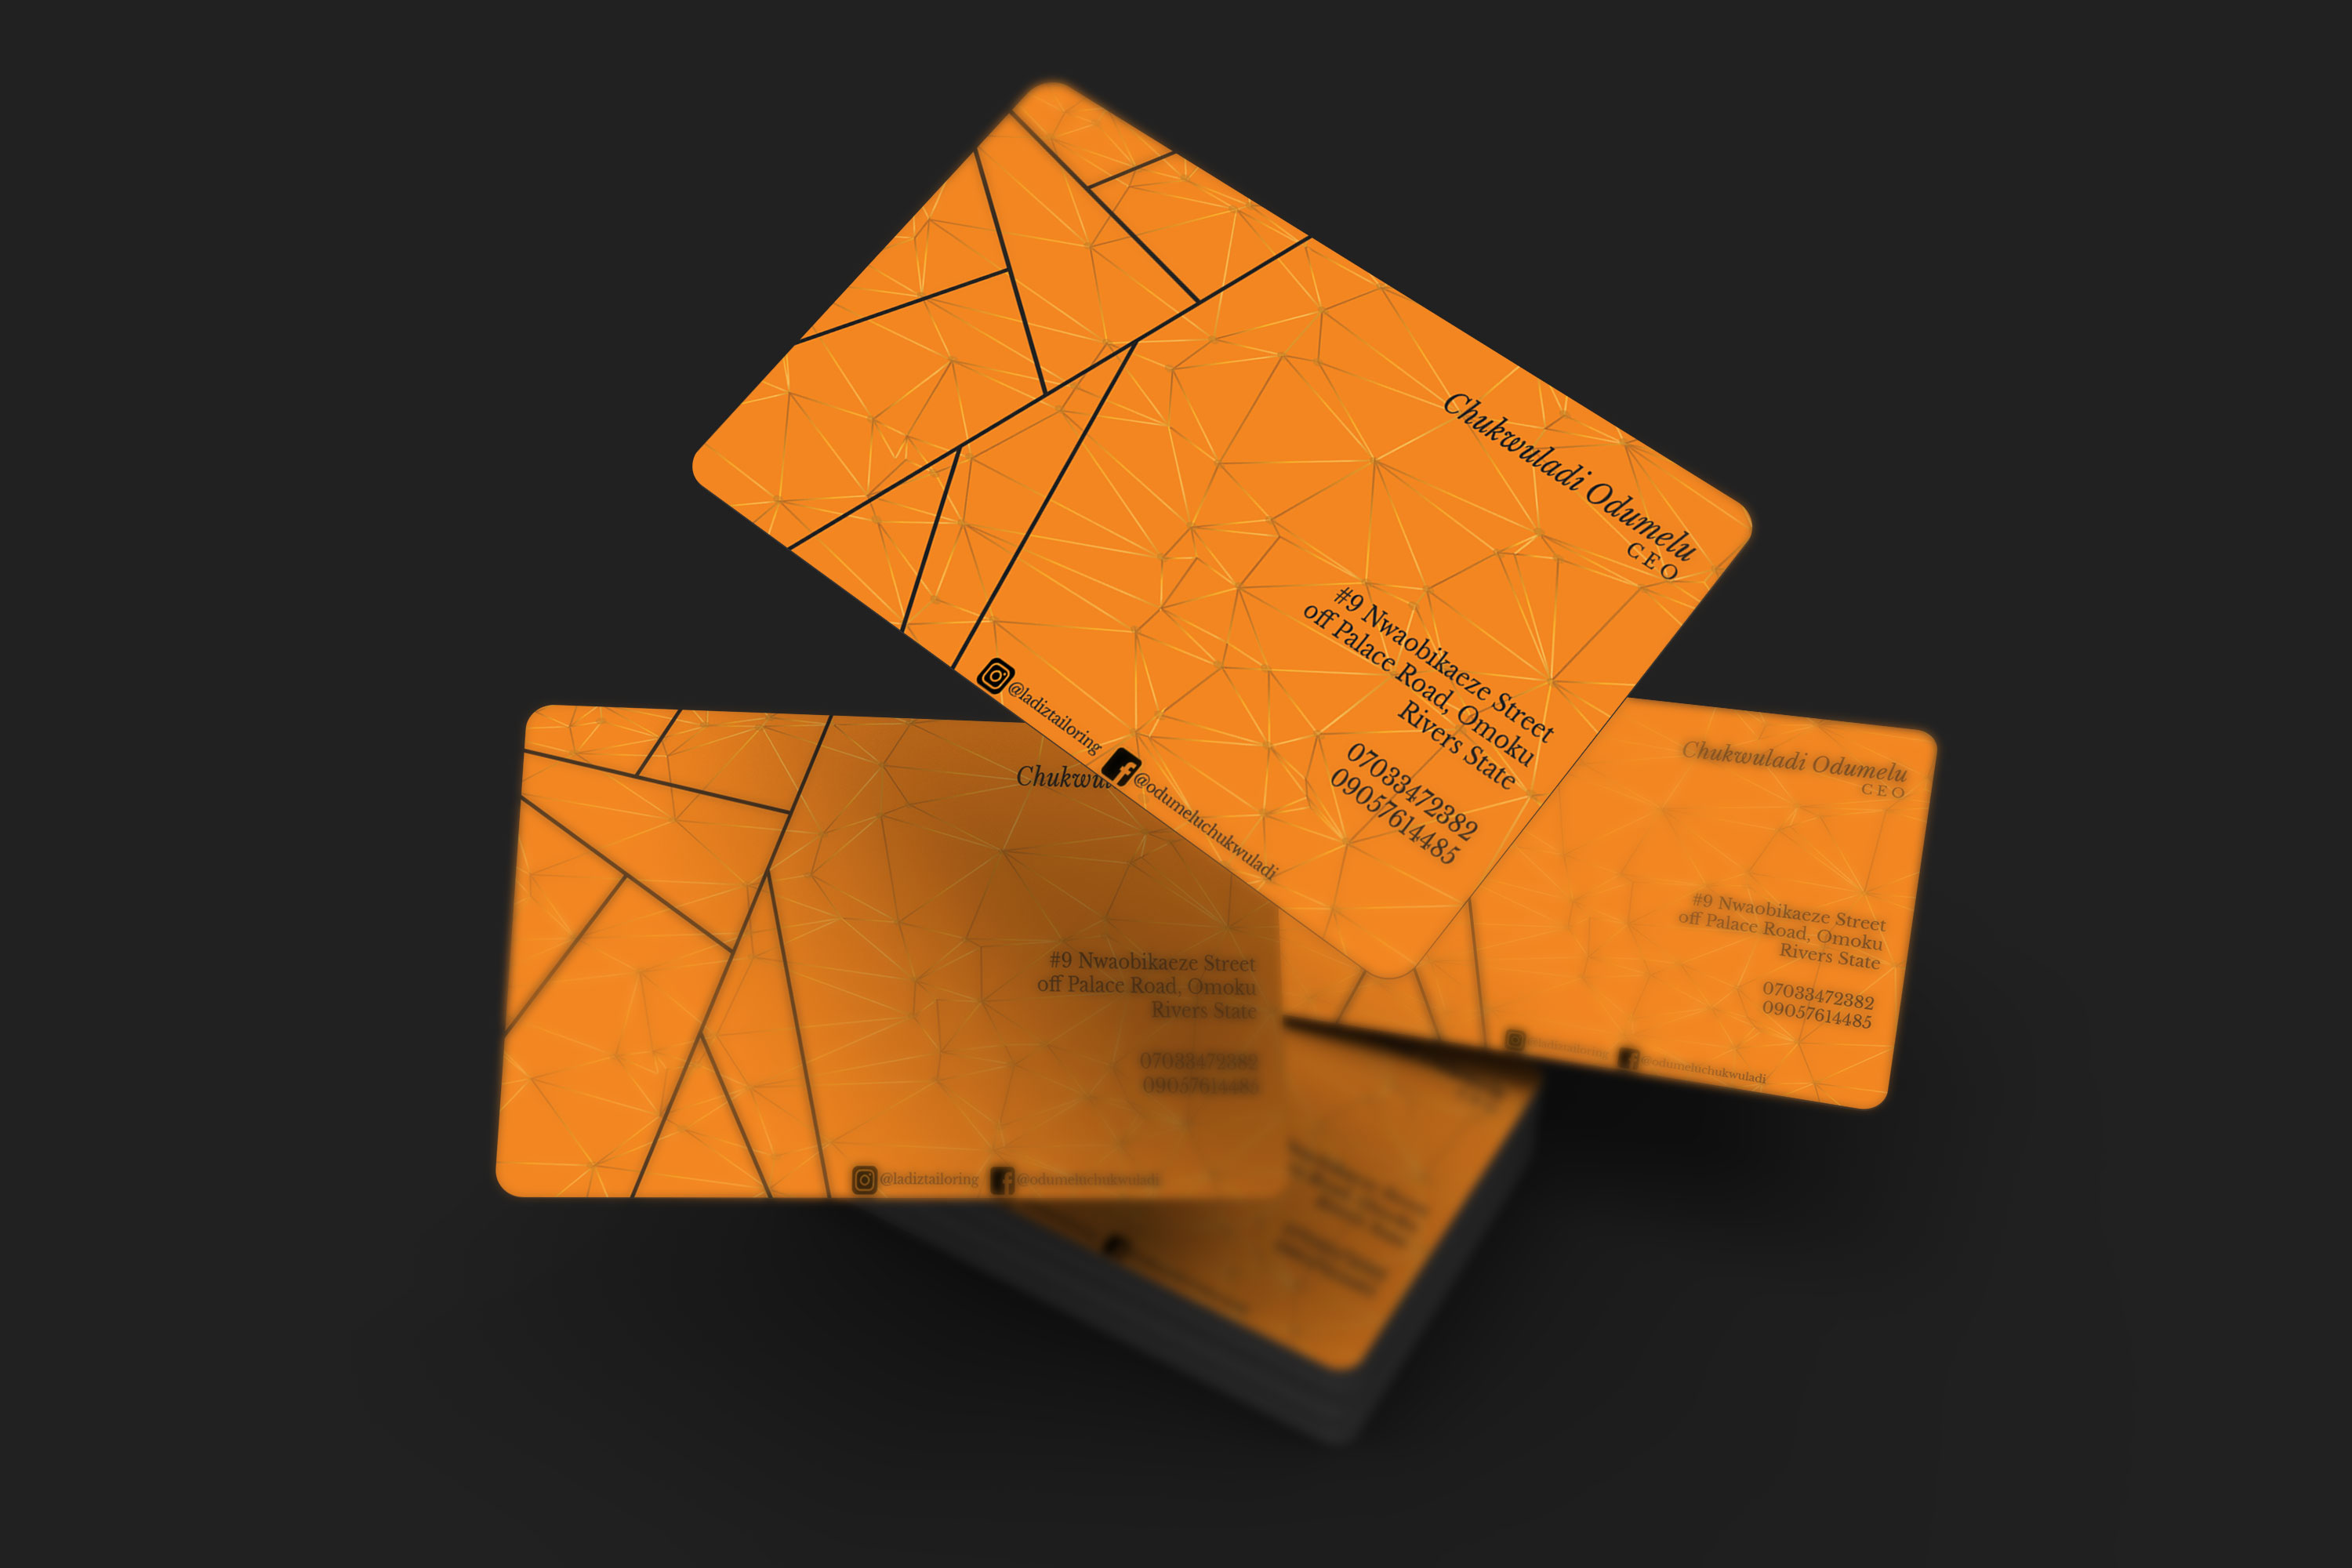 Chukwuladi Odumelu
CEO
#9 Nwaobikaeze Street
off Palace Road, Omoku
Rivers State
07033472382
09057614485
@ladiztailoring
@odumeluchukwuladi
Chukwu
#9 Nwaobikaeze Street
off Palace Road, Omoku
Rivers State
07033472382
09057614485
@ladiztailoring
@odumeluchukwuladi
Chukwuladi Odumelu
CEO
#9 Nwaobikaeze Street
off Palace Road, Omoku
Rivers State
07033472382
09057614485
@ladiztailoring
@odumeluchukwuladi